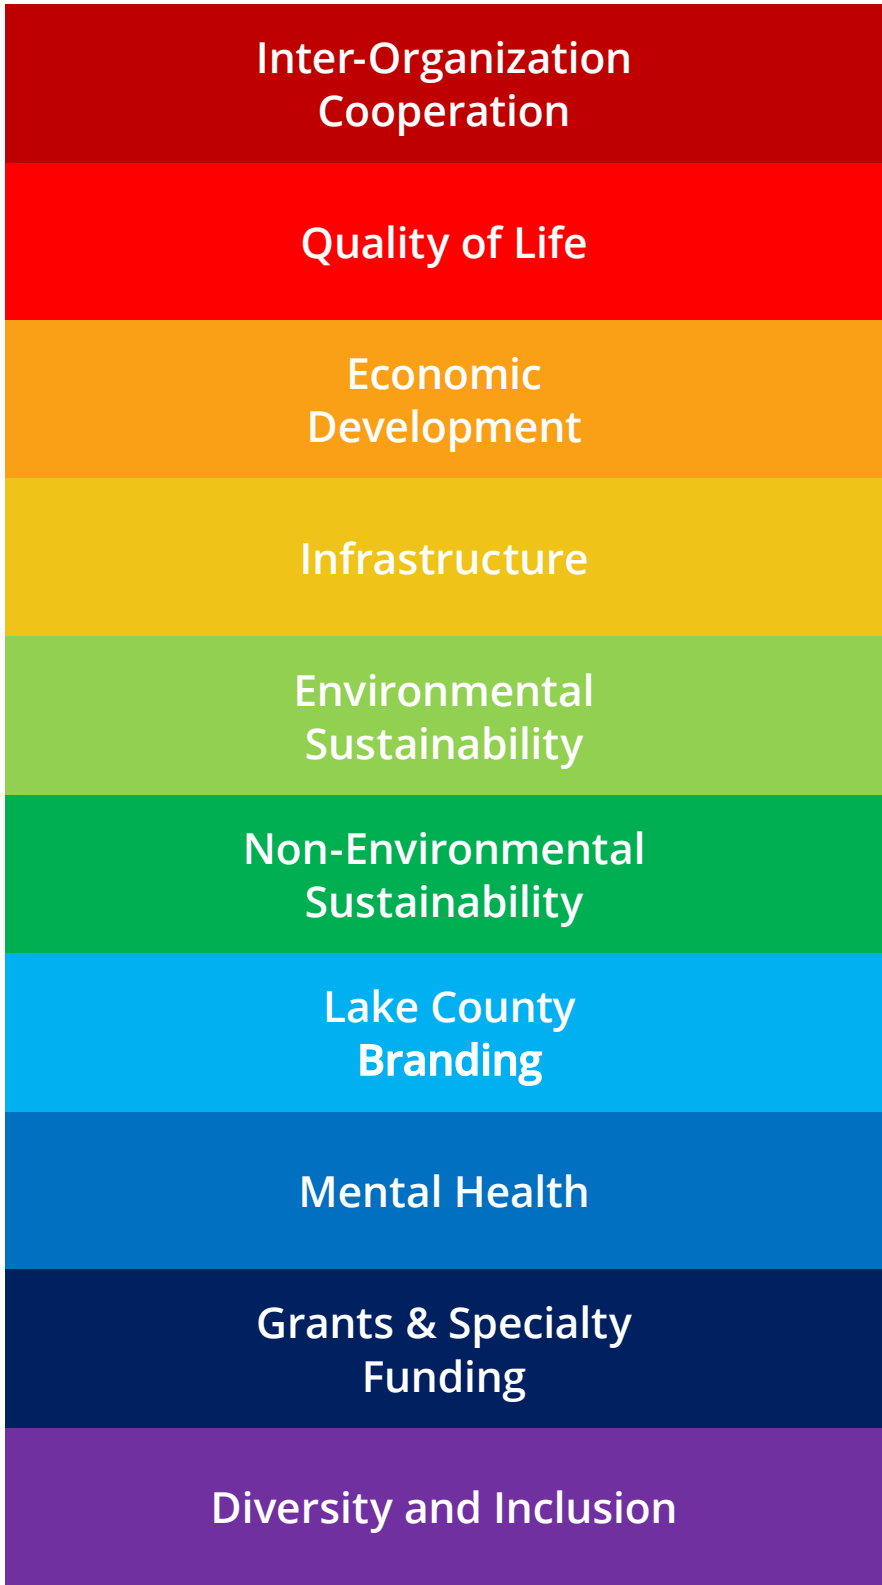 Inter-Organization
Cooperation
Quality of Life
Economic
Development
Infrastructure
Environmental
Sustainability
Non-Environmental
Sustainability
Lake County
Branding
Mental Health
Grants & Specialty
Funding
Diversity and Inclusion